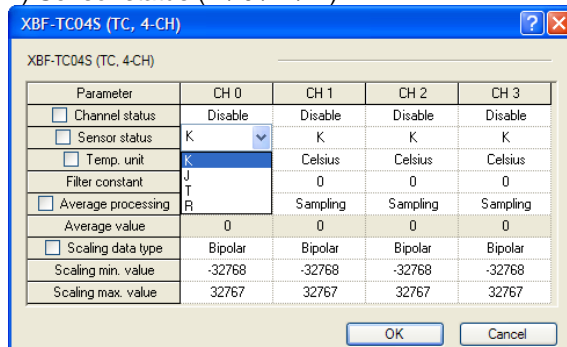 XBF-TC04S (TC, 4-CH)
XBF-TC04S (TC, 4-CH)
Parameter CH 0 CH 1 CH 2 CH 3
Channel status Disable Disable Disable Disable
Sensor status K K K K
Temp. unit K Celsius Celsius Celsius
Filter constant J 0 0 0
T
Average processing R Sampling Sampling Sampling
Average value 0 0 0 0
Scaling data type Bipolar Bipolar Bipolar Bipolar
Scaling min. value -32768 -32768 -32768 -32768
Scaling max. value 32767 32767 32767 32767
OK Cancel